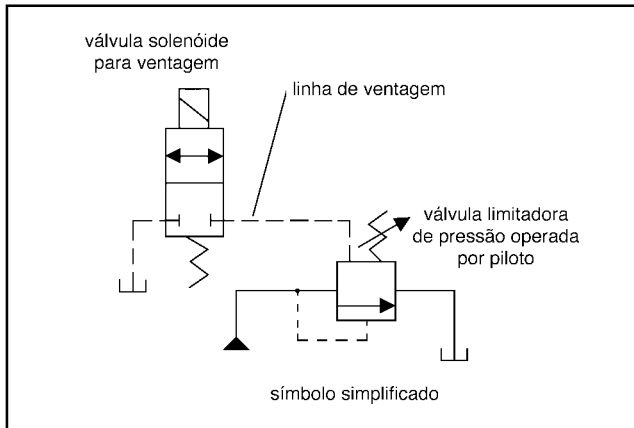 válvula solenóide
para ventagem
linha de ventagem
válvula limitadora
de pressão operada
por piloto
símbolo simplificado